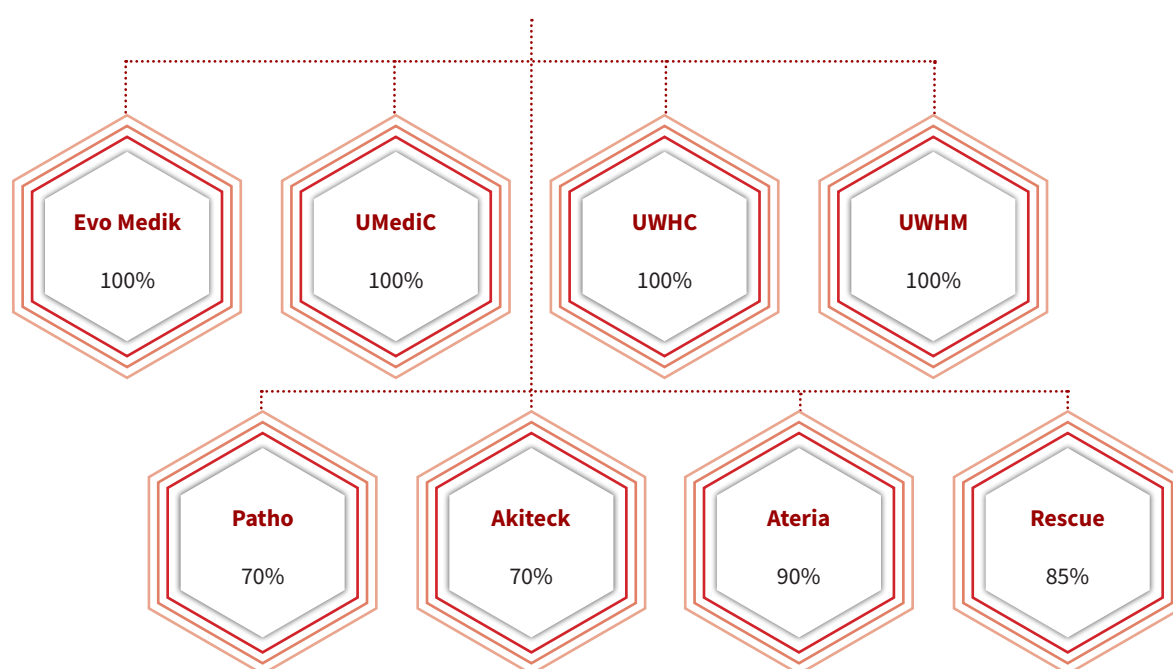 Evo Medik
100%
UMediC
100%
UWHC
100%
UWHM
100%
Patho
70%
Akiteck
70%
Ateria
90%
Rescue
85%